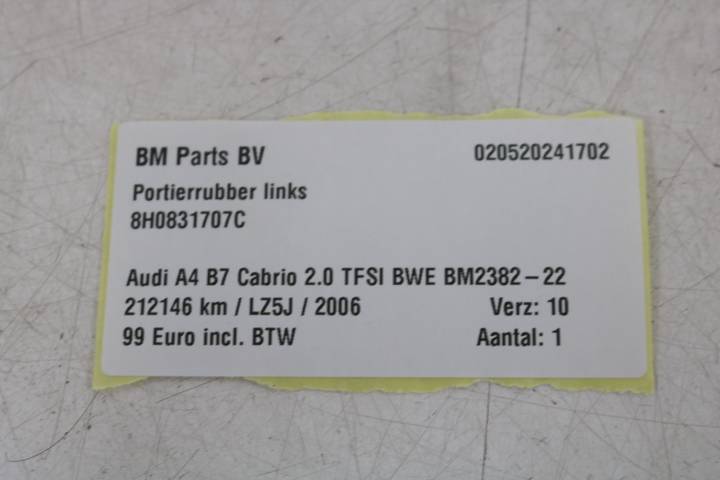 BM Parts BV 020520241702
Portierrubber links
8H0831707C
Audi A4 B7 Cabrio 2.0 TFSI BWE BM2382-22
212146 km / LZ5J / 2006 Verz: 10
99 Euro incl. BTW Aantal: 1